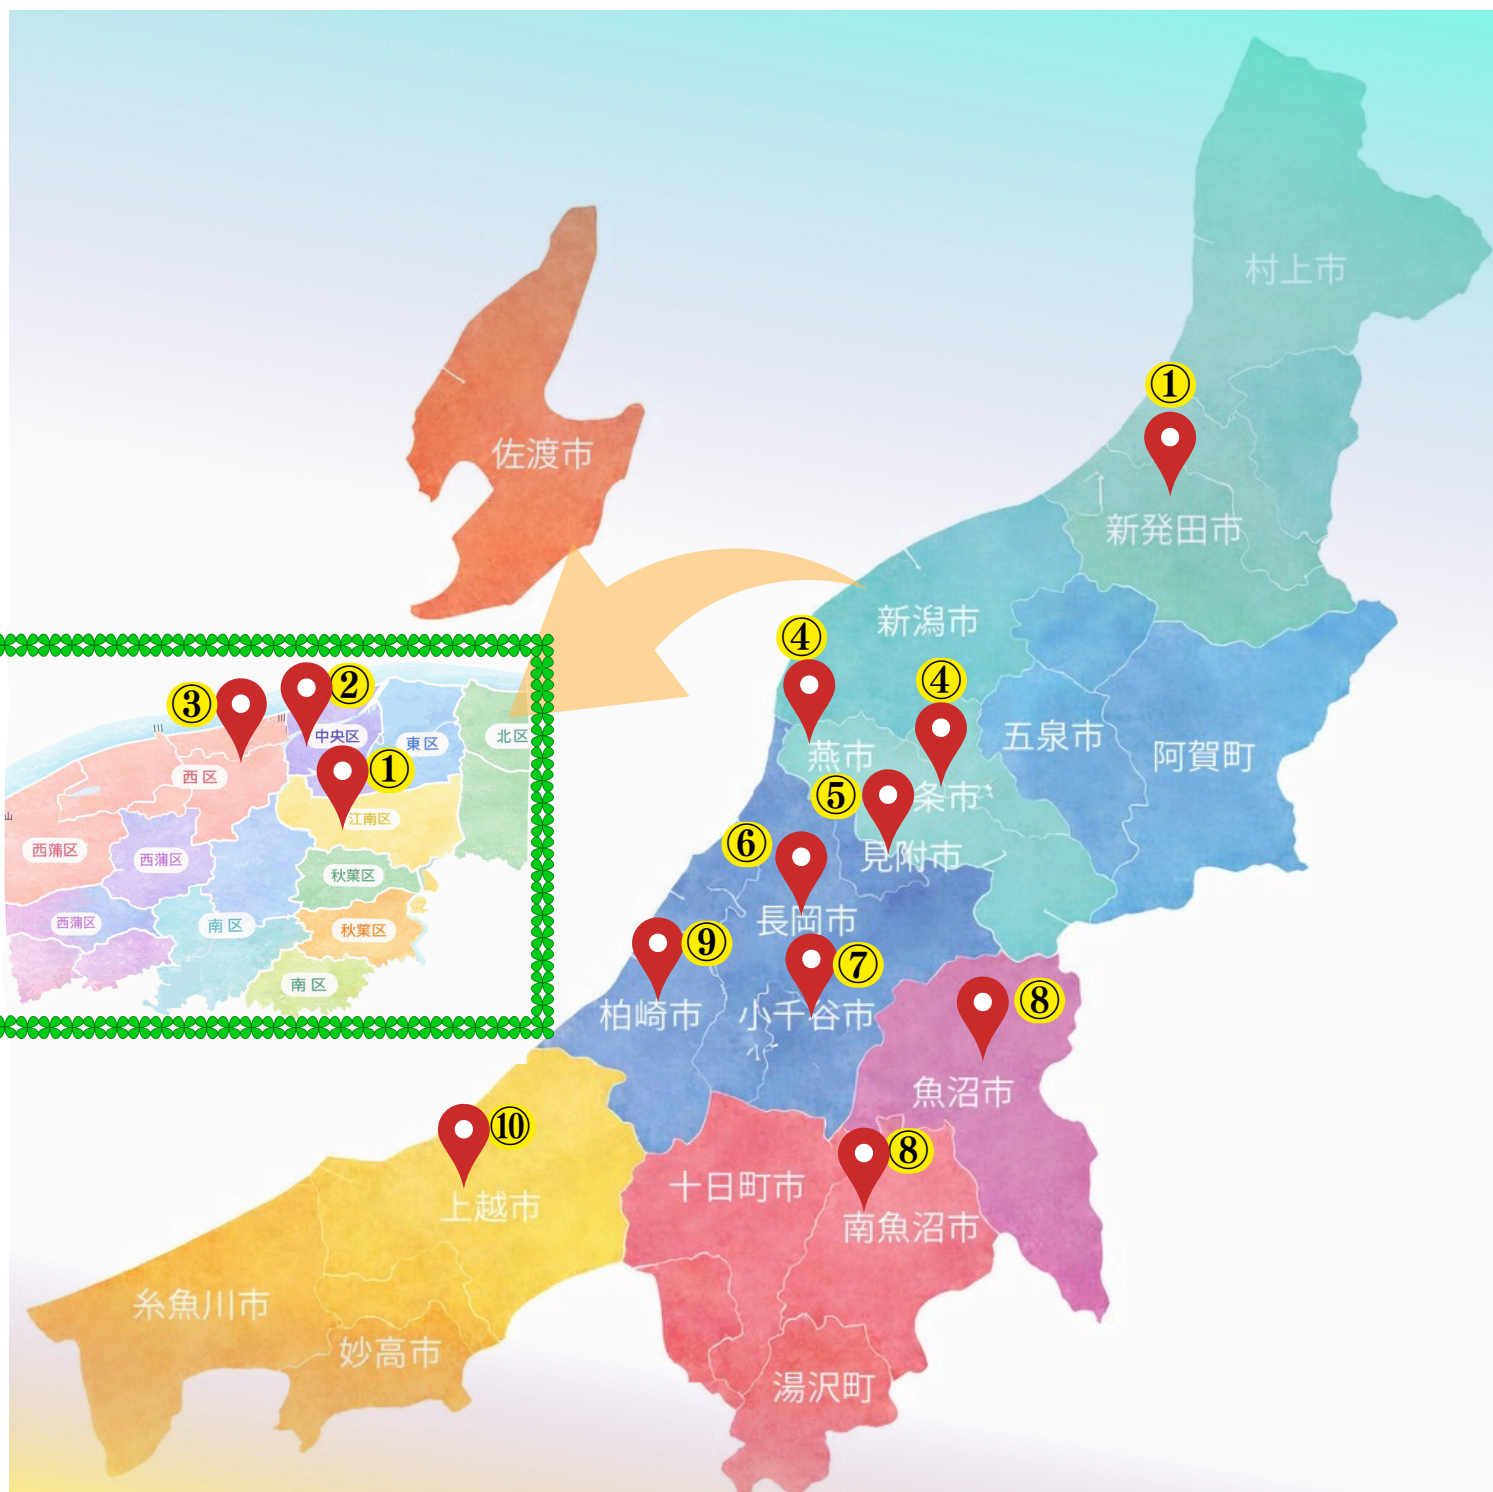 村上市
①
佐渡市
新発田市
新潟市
④
④
③
②
中央区
東区
北区
五泉市
阿賀町
燕市
西区
①
⑤
条市
江南区
⑥
見附市
西蒲区
西蒲区
秋葉区
長岡市
西蒲区
南区
秋葉区
⑨
⑦
南区
⑧
柏崎市
小千谷市
魚沼市
⑩
⑧
十日町市
上越市
南魚沼市
糸魚川市
妙高市
湯沢町